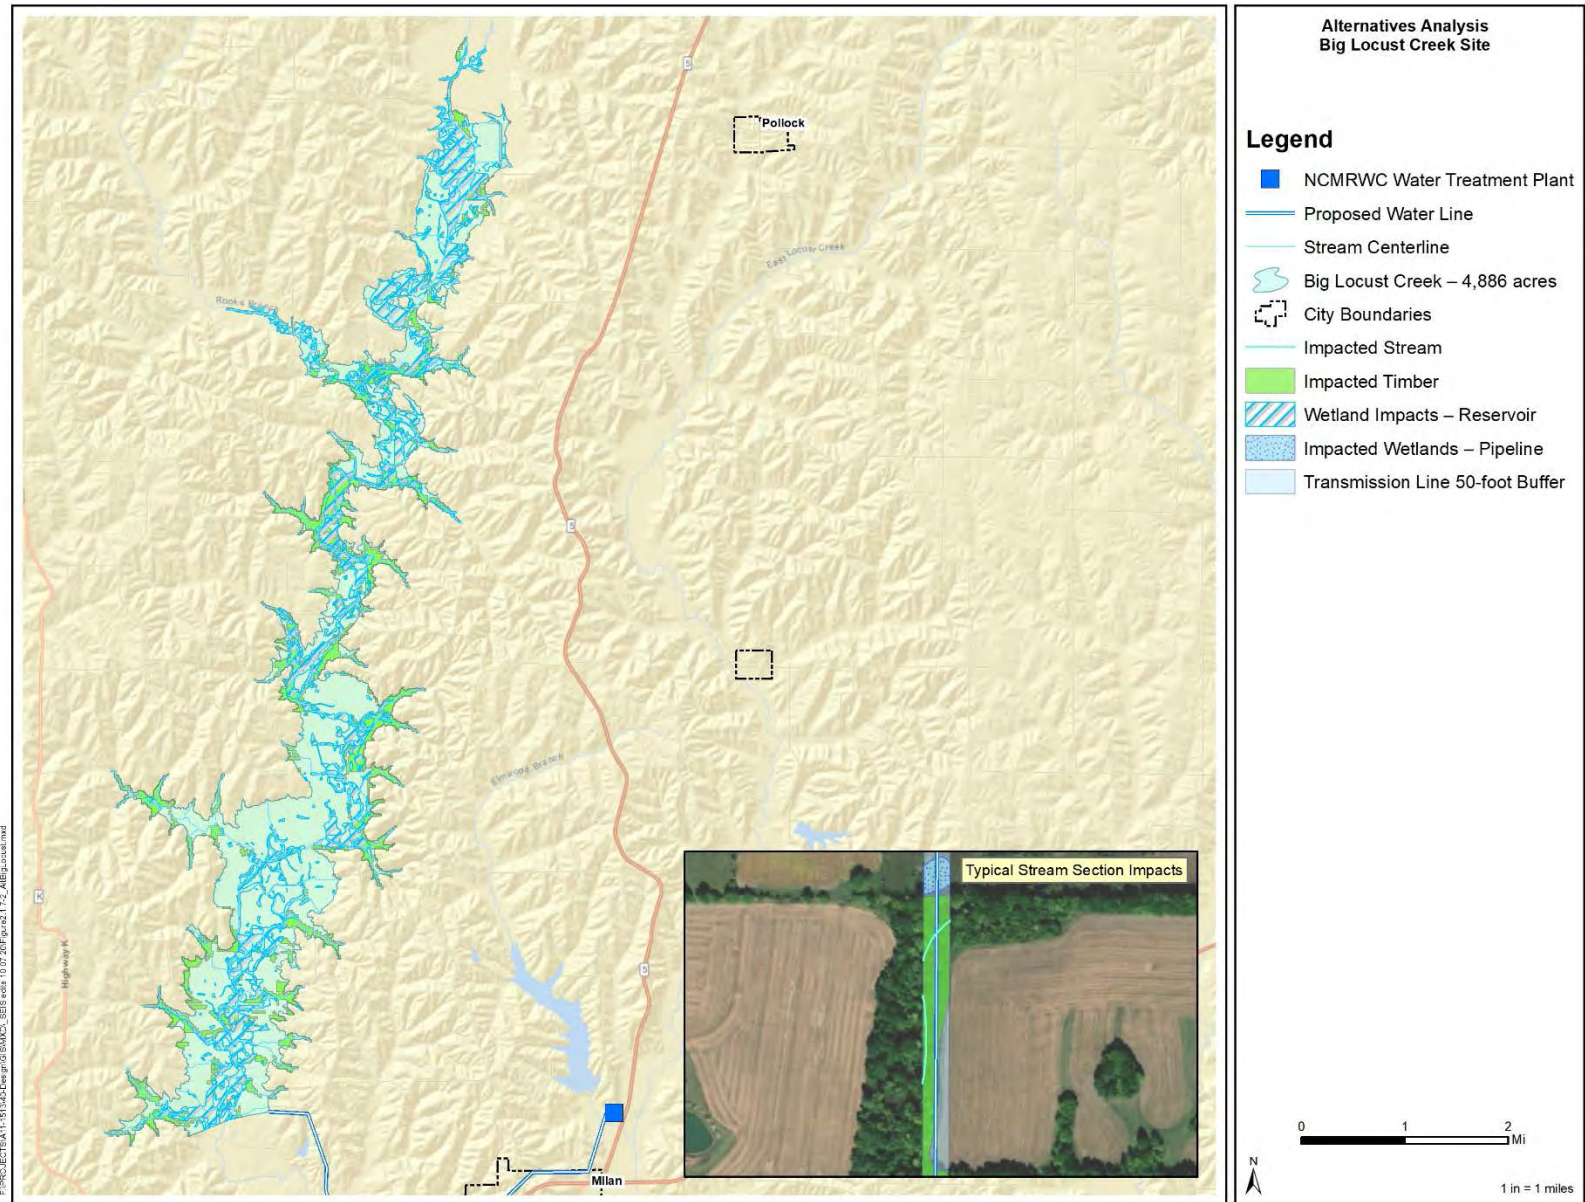 Alternatives Analysis
Big Locust Creek Site
Legend
NCMRWC Water Treatment Plant
Proposed Water Line
Stream Centerline
Big Locust Creek – 4,886 acres
City Boundaries
Impacted Stream
Impacted Timber
Wetland Impacts – Reservoir
Impacted Wetlands – Pipeline
Transmission Line 50-foot Buffer
0 1 2
Mi
N
1 in = 1 miles
5
Pollock
East Locust Creek
Rooks Branch
5
Elmwood Branch
K
Highway K
5
Milan
Typical Stream Section Impacts